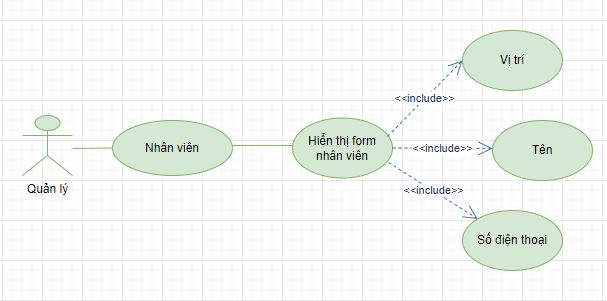 Vị trí
<<include>>
Hiển thị form
nhân viên
Nhân viên
<<include>>
Tên
Quản lý
<<include>>
Số điện thoại